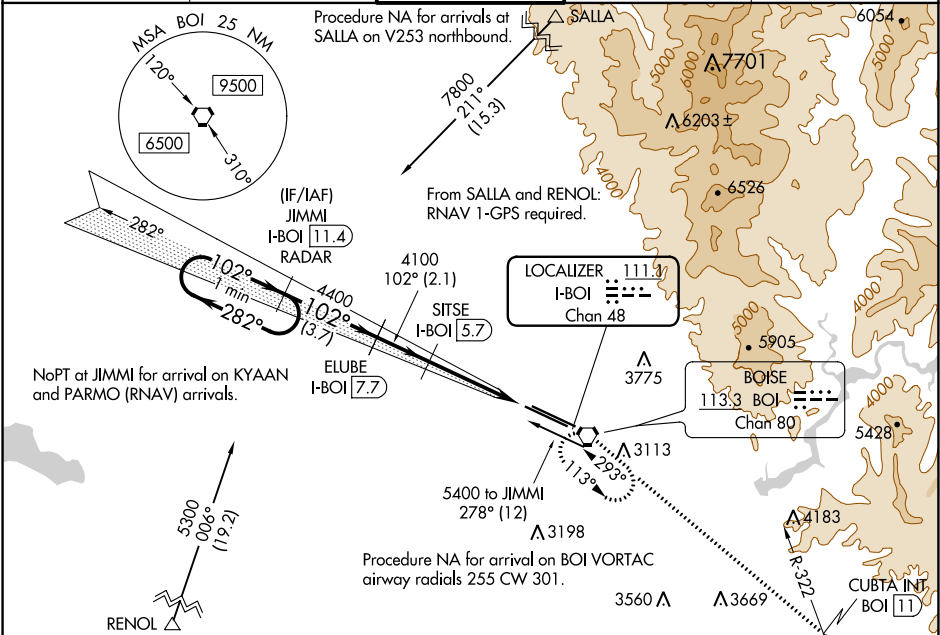 MSA BOI 25 NM
120°
9500
6500
310°
Procedure NA for arrivals at
SALLA on V253 northbound.
SALLA
7800
211°
(15.3)
6054
5000
6000
5000
7701
6203 ±
6526
4000
From SALLA and RENOL:
RNAV 1-GPS required.
(IF/IAF)
JIMMI
I-BOI 11.4
RADAR
282°
102°
1 min
282°
4400
102°
(3.7)
4100
102° (2.1)
SITSE
I-BOI 5.7
ELUBE
I-BOI 7.7
LOCALIZER 111.1
I-BOI
Chan 48
4000
5000
5905
3775
BOISE
113.3 BOI
Chan 80
4000
5428
NoPT at JIMMI for arrival on KYAAN
and PARMO (RNAV) arrivals.
3113
293°
113°
5400 to JIMMI
278° (12)
3198
4183
R-322
Procedure NA for arrival on BOI VORTAC
airway radials 255 CW 301.
5300
006°
(19.2)
RENOL
3560
3669
CUBTA INT
BOI 11